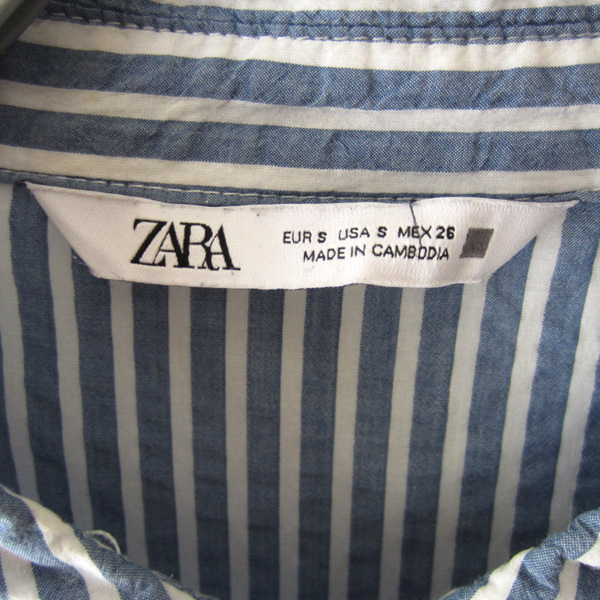 ZARA
EUR S USA S MEX 26
MADE IN CAMBODIA